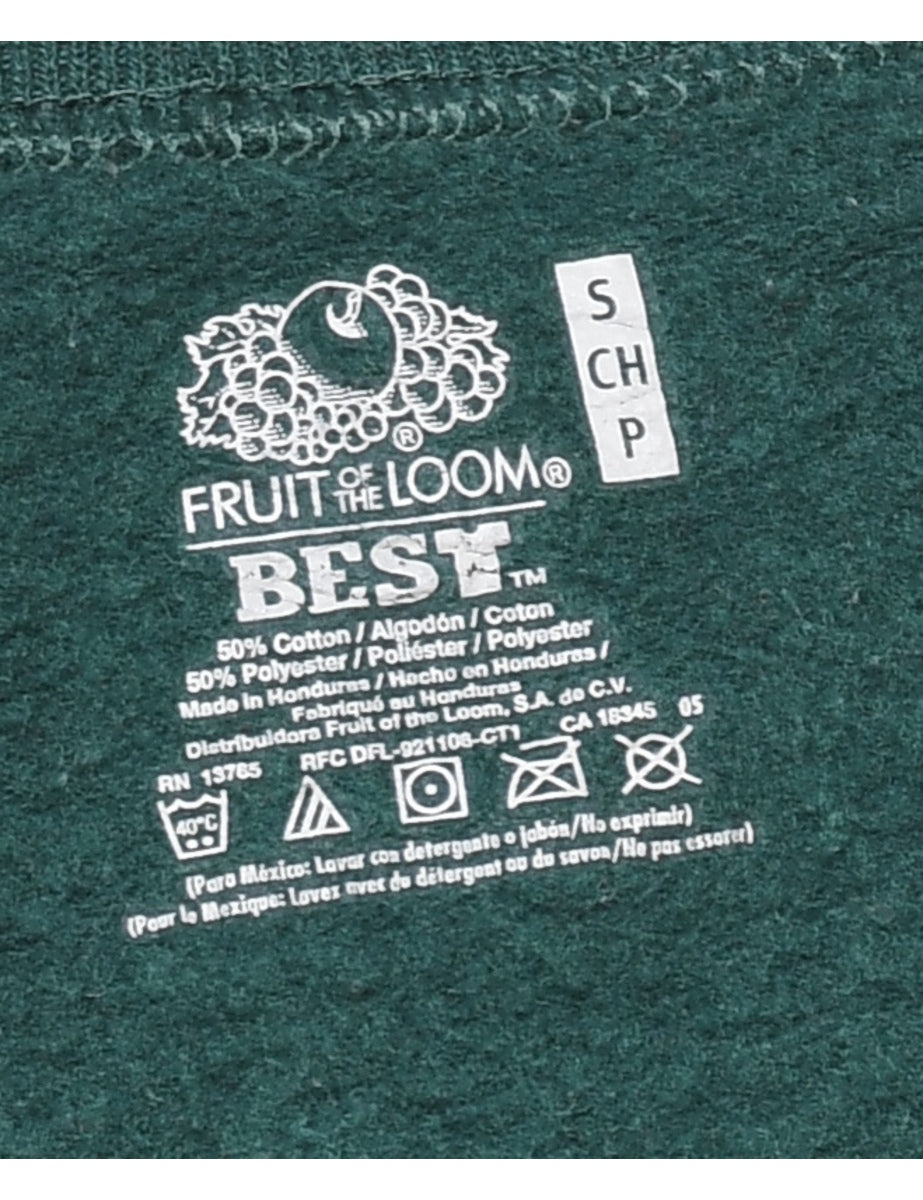 S
CH
P
®
FRUIT OF THE LOOM®
BEST™
50% Cotton / Algodón / Coton
50% Polyester / Poliéster / Polyester
Made in Honduras / Hecho en Honduras /
Fabriqué au Honduras
Distribuidora Fruit of the Loom, S.A. de C.V.
RN 13765 RFC DFL-921108-CT1 CA 16345 05
40°C
(Para México: Lavar con detergente o jabón/No exprimir)
(Pour le Mexique: Lavez avec du détergent ou du savon/Ne pas essorer)